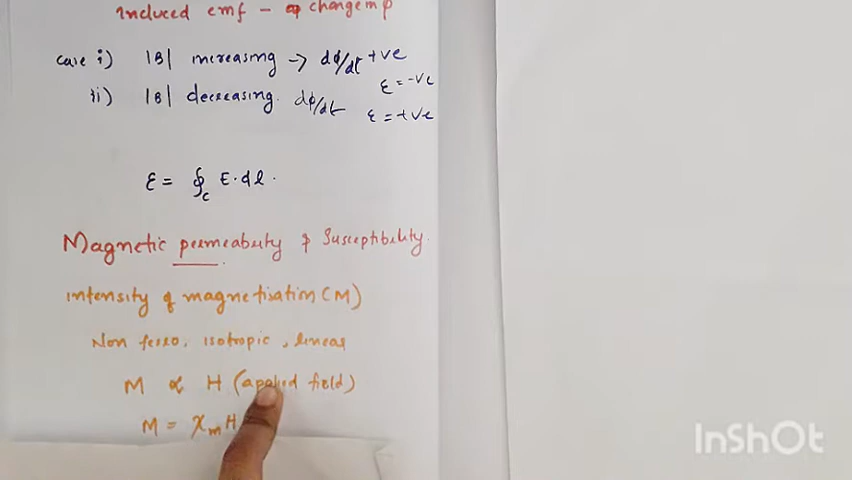 Induced emf - changemp
case i) |B| increasing → dϕ/dt +ve
ε = -ve
ii) |B| decreasing. dϕ/dt
ε = +ve
ε = ∮c E.dl.
Magnetic permeability & Susceptibility.
intensity of magnetisation (M)
Non ferro, isotropic, linear
M ∝ H (applied field)
M = χm H
InShOt